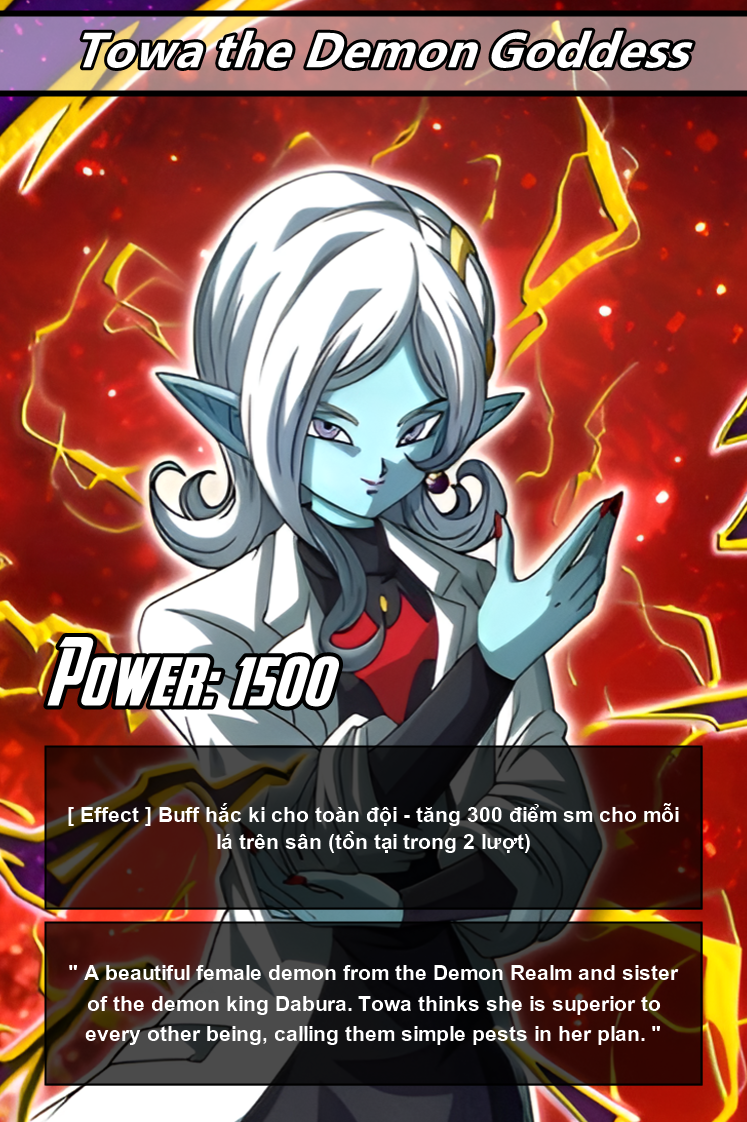 Towa the Demon Goddess
POWER: 1500
[ Effect ] Buff hắc ki cho toàn đội - tăng 300 điểm sm cho mỗi
lá trên sân (tồn tại trong 2 lượt)
" A beautiful female demon from the Demon Realm and sister
of the demon king Dabura. Towa thinks she is superior to
every other being, calling them simple pests in her plan. "